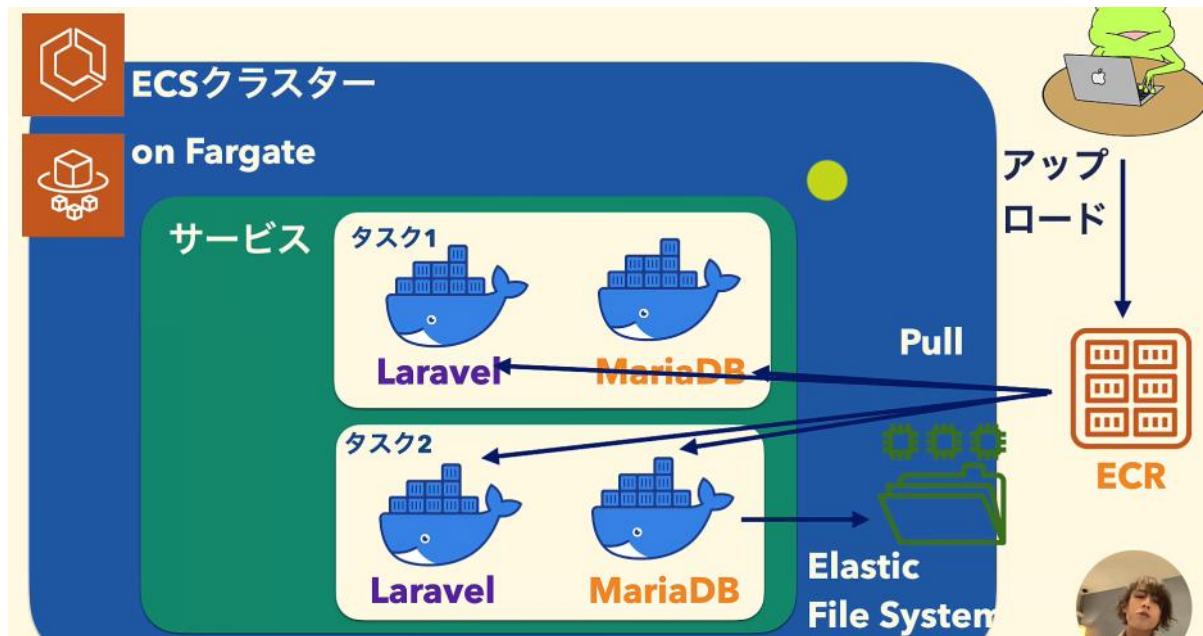 ECSクラスター
on Fargate
アップ
ロード
サービス
タスク1
Laravel
MariaDB
Pull
タスク2
ECR
Laravel
MariaDB
Elastic
File System